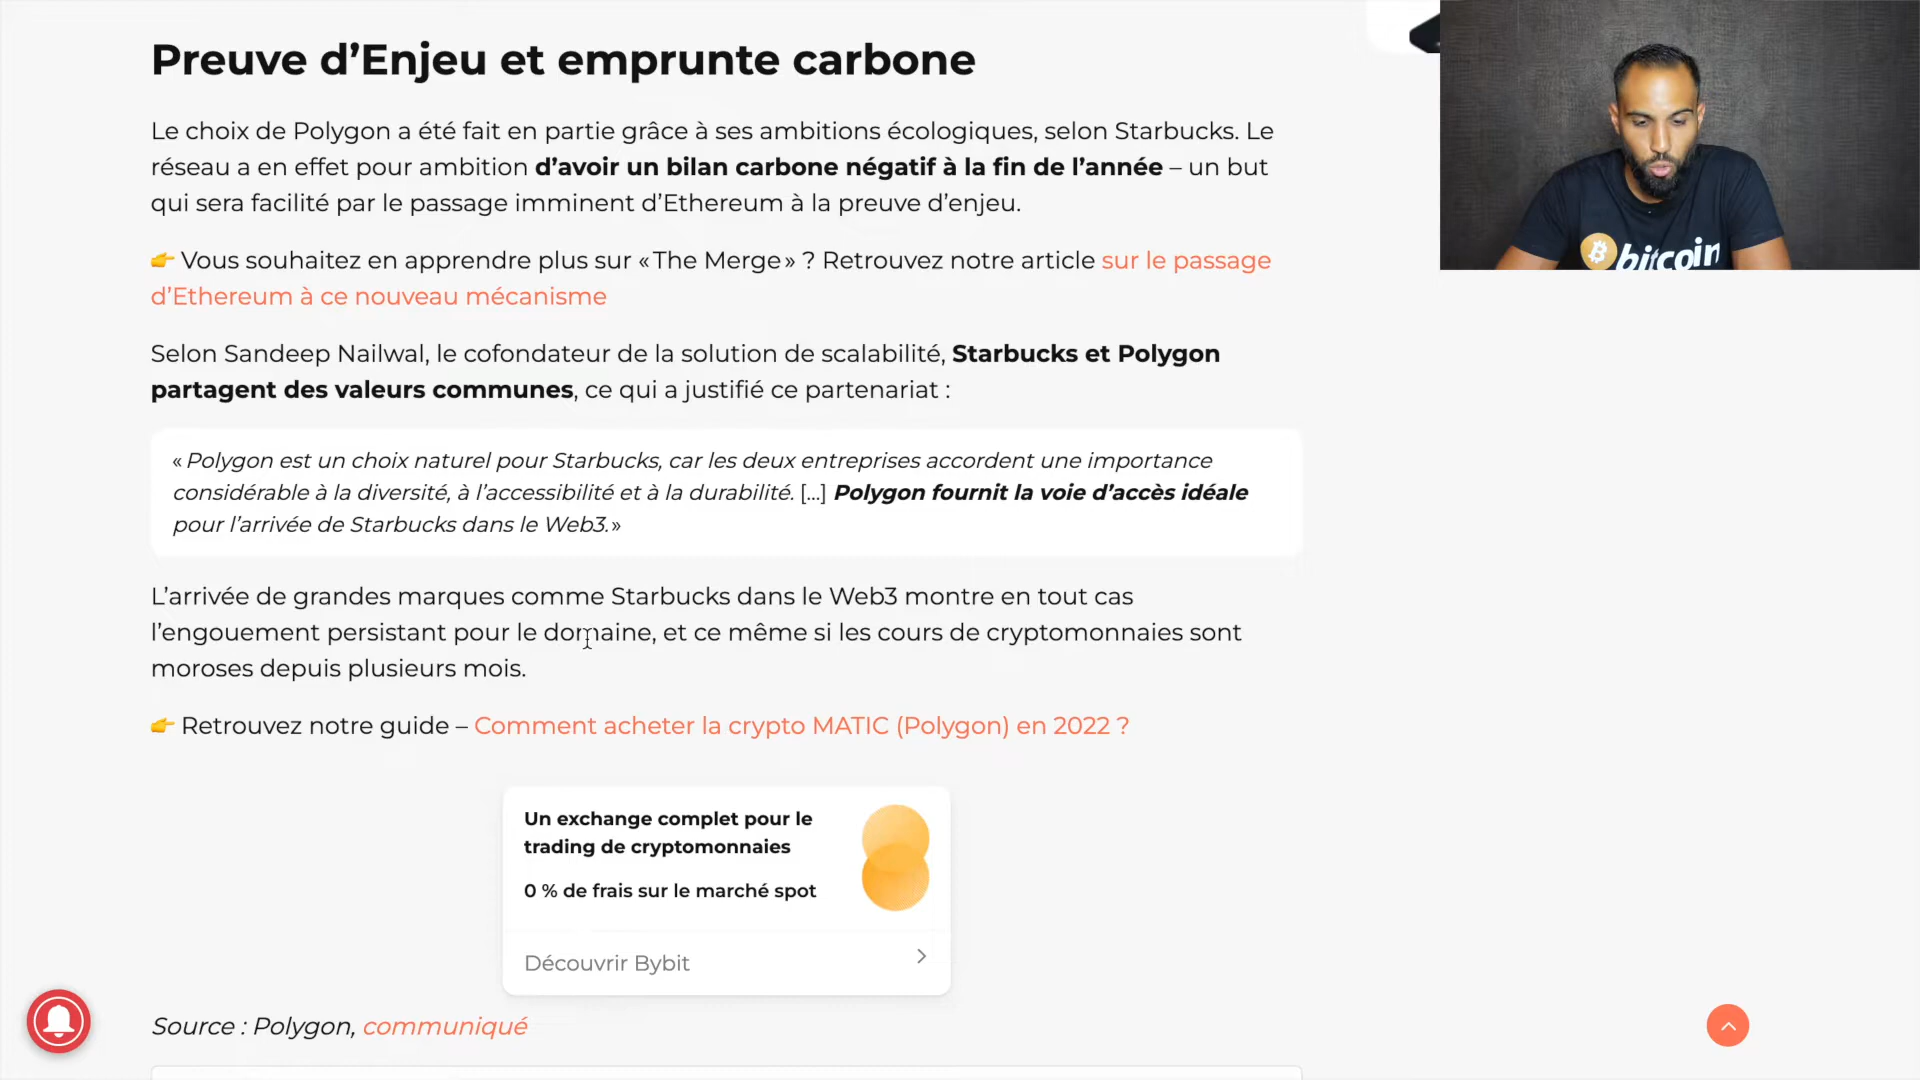 Preuve d’Enjeu et emprunte carbone
Le choix de Polygon a été fait en partie grâce à ses ambitions écologiques, selon Starbucks. Le
réseau a en effet pour ambition d’avoir un bilan carbone négatif à la fin de l’année – un but
qui sera facilité par le passage imminent d’Ethereum à la preuve d’enjeu.
👉 Vous souhaitez en apprendre plus sur « The Merge » ? Retrouvez notre article sur le passage
d’Ethereum à ce nouveau mécanisme
Selon Sandeep Nailwal, le cofondateur de la solution de scalabilité, Starbucks et Polygon
partagent des valeurs communes, ce qui a justifié ce partenariat :
« Polygon est un choix naturel pour Starbucks, car les deux entreprises accordent une importance
considérable à la diversité, à l’accessibilité et à la durabilité. [...] Polygon fournit la voie d’accès idéale
pour l’arrivée de Starbucks dans le Web3. »
L’arrivée de grandes marques comme Starbucks dans le Web3 montre en tout cas
l’engouement persistant pour le domaine, et ce même si les cours de cryptomonnaies sont
moroses depuis plusieurs mois.
👉 Retrouvez notre guide – Comment acheter la crypto MATIC (Polygon) en 2022 ?
Un exchange complet pour le
trading de cryptomonnaies
0 % de frais sur le marché spot
Découvrir Bybit
Source : Polygon, communiqué
bitcoin